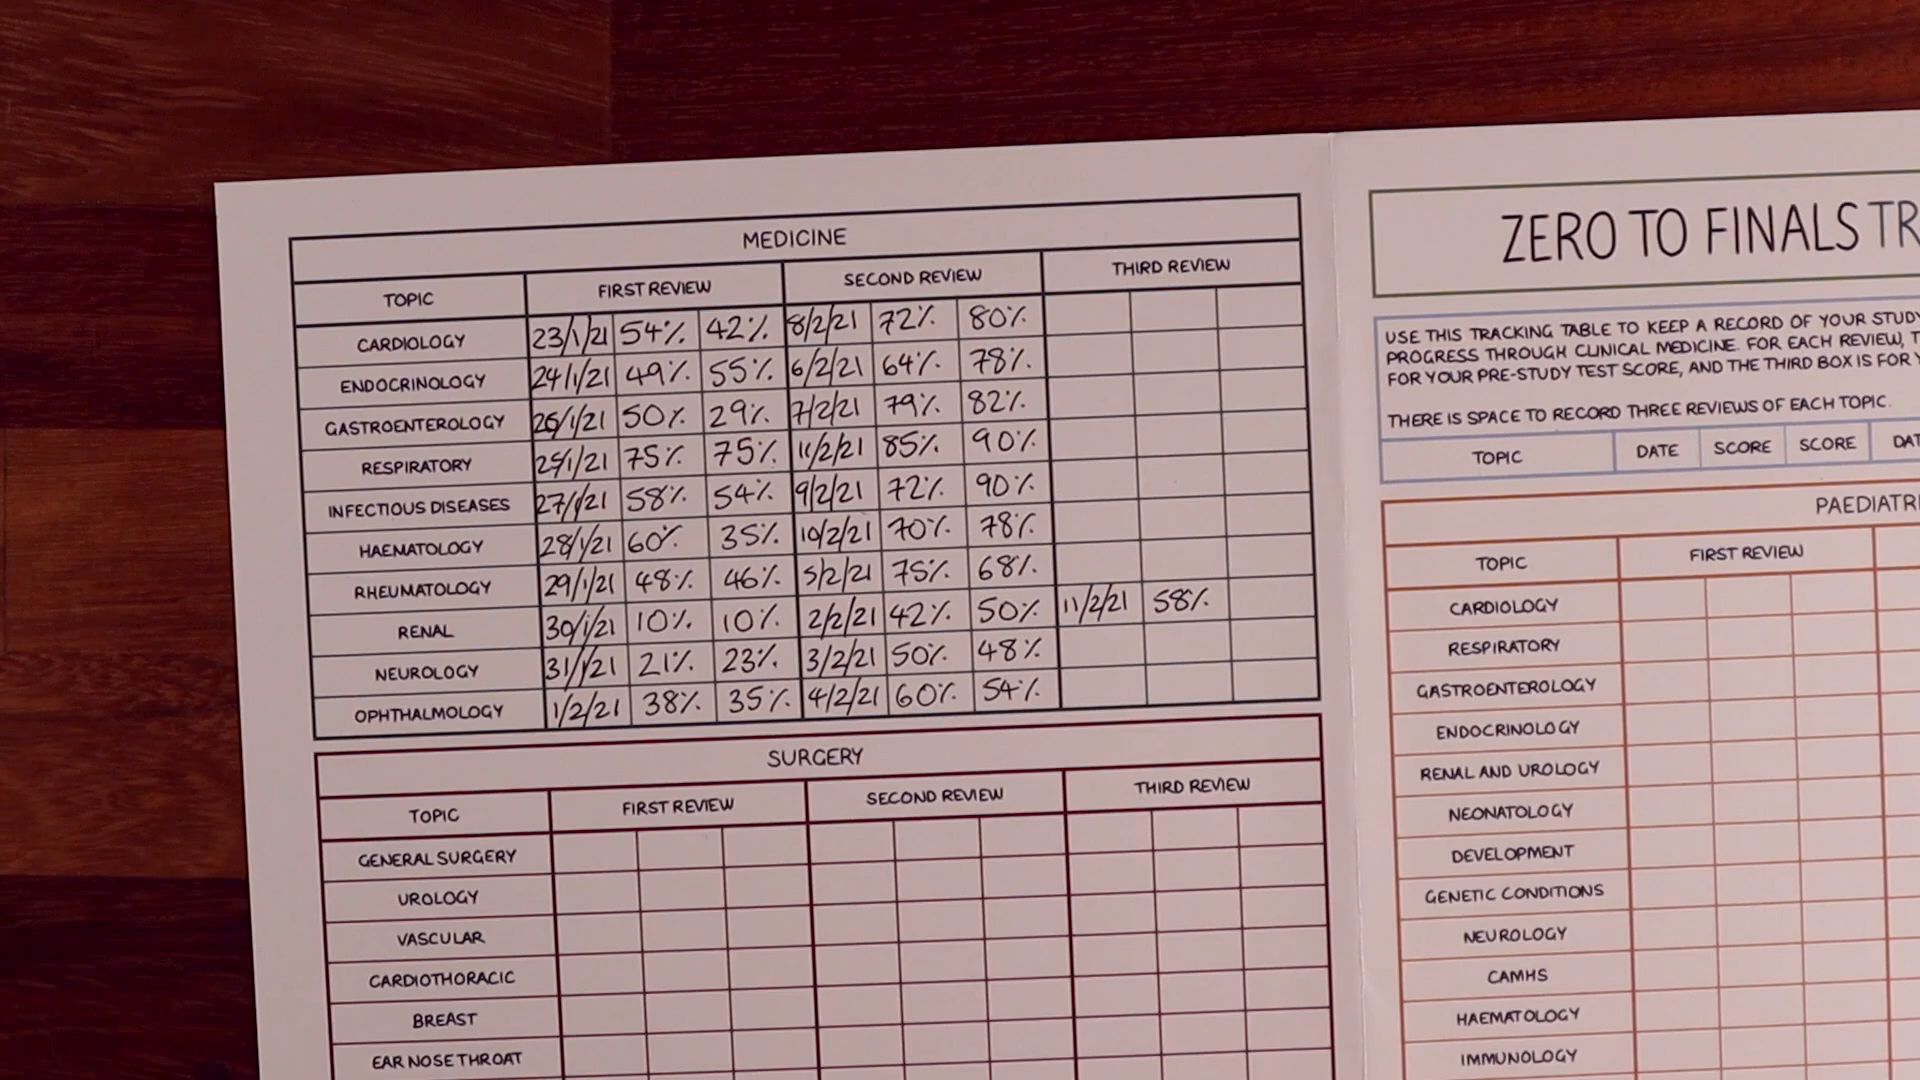 MEDICINE
TOPIC FIRST REVIEW SECOND REVIEW THIRD REVIEW
CARDIOLOGY 23/1/21 54% 42% 8/2/21 72% 80%
ENDOCRINOLOGY 24/1/21 49% 55% 6/2/21 64% 78%
GASTROENTEROLOGY 26/1/21 50% 29% 7/2/21 79% 82%
RESPIRATORY 25/1/21 75% 75% 11/2/21 85% 90%
INFECTIOUS DISEASES 27/1/21 58% 54% 9/2/21 72% 90%
HAEMATOLOGY 28/1/21 60% 35% 10/2/21 70% 78%
RHEUMATOLOGY 29/1/21 48% 46% 5/2/21 75% 68%
RENAL 30/1/21 10% 10% 2/2/21 42% 50% 11/2/21 58%
NEUROLOGY 31/1/21 21% 23% 3/2/21 50% 48%
OPHTHALMOLOGY 1/2/21 38% 35% 4/2/21 60% 54%
SURGERY
TOPIC FIRST REVIEW SECOND REVIEW THIRD REVIEW
GENERAL SURGERY
UROLOGY
VASCULAR
CARDIOTHORACIC
BREAST
EAR NOSE THROAT
ZERO TO FINALS TR
USE THIS TRACKING TABLE TO KEEP A RECORD OF YOUR STUDY
PROGRESS THROUGH CLINICAL MEDICINE. FOR EACH REVIEW, T
FOR YOUR PRE-STUDY TEST SCORE, AND THE THIRD BOX IS FOR Y
THERE IS SPACE TO RECORD THREE REVIEWS OF EACH TOPIC.
TOPIC DATE SCORE SCORE DAT
PAEDIATRI
TOPIC FIRST REVIEW
CARDIOLOGY
RESPIRATORY
GASTROENTEROLOGY
ENDOCRINOLOGY
RENAL AND UROLOGY
NEONATOLOGY
DEVELOPMENT
GENETIC CONDITIONS
NEUROLOGY
CAMHS
HAEMATOLOGY
IMMUNOLOGY